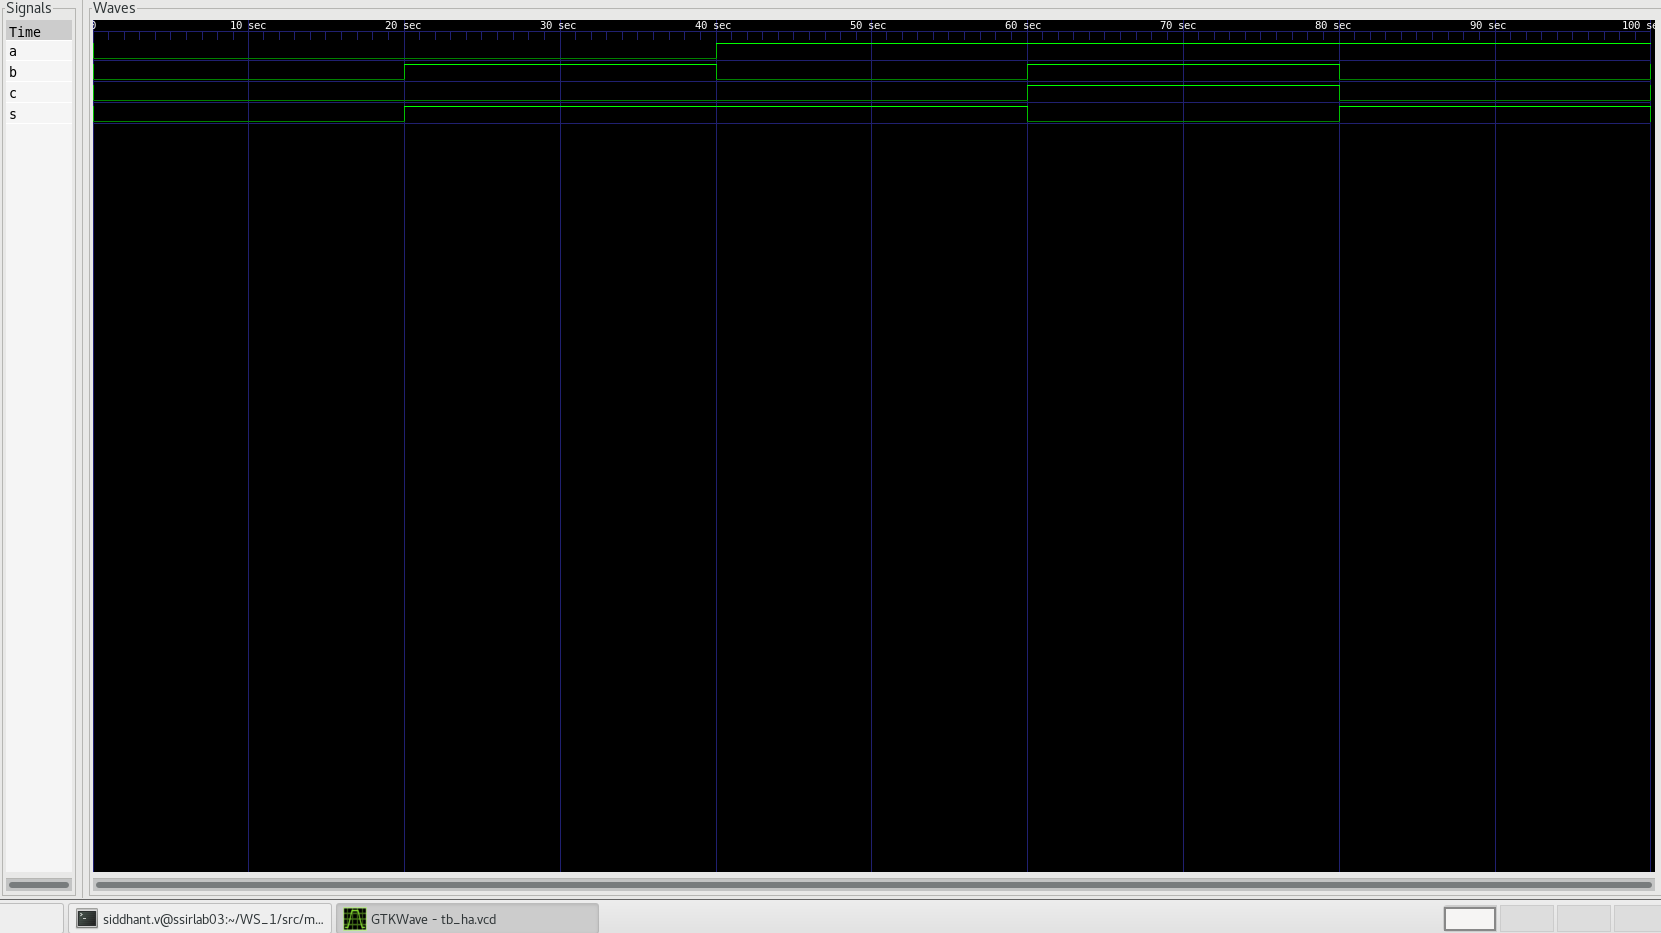 Signals
Waves
Time
0 10 sec 20 sec 30 sec 40 sec 50 sec 60 sec 70 sec 80 sec 90 sec 100 se
a
b
c
s
siddhant.v@ssirlab03:~/WS_1/src/m...
GTKWave - tb_ha.vcd